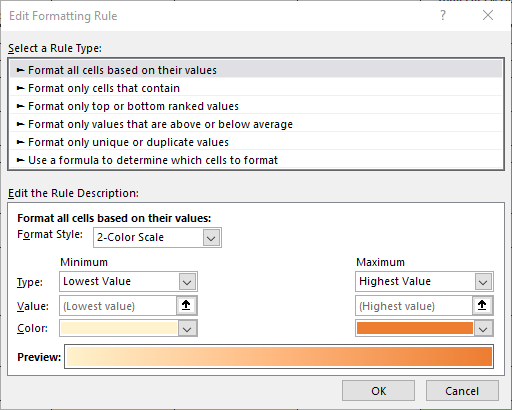 Edit Formatting Rule ? ×
Select a Rule Type:
► Format all cells based on their values
► Format only cells that contain
► Format only top or bottom ranked values
► Format only values that are above or below average
► Format only unique or duplicate values
► Use a formula to determine which cells to format
Edit the Rule Description:
Format all cells based on their values:
Format Style: 2-Color Scale
Minimum Maximum
Type: Lowest Value Highest Value
Value: (Lowest value) (Highest value)
Color:
Preview:
OK Cancel